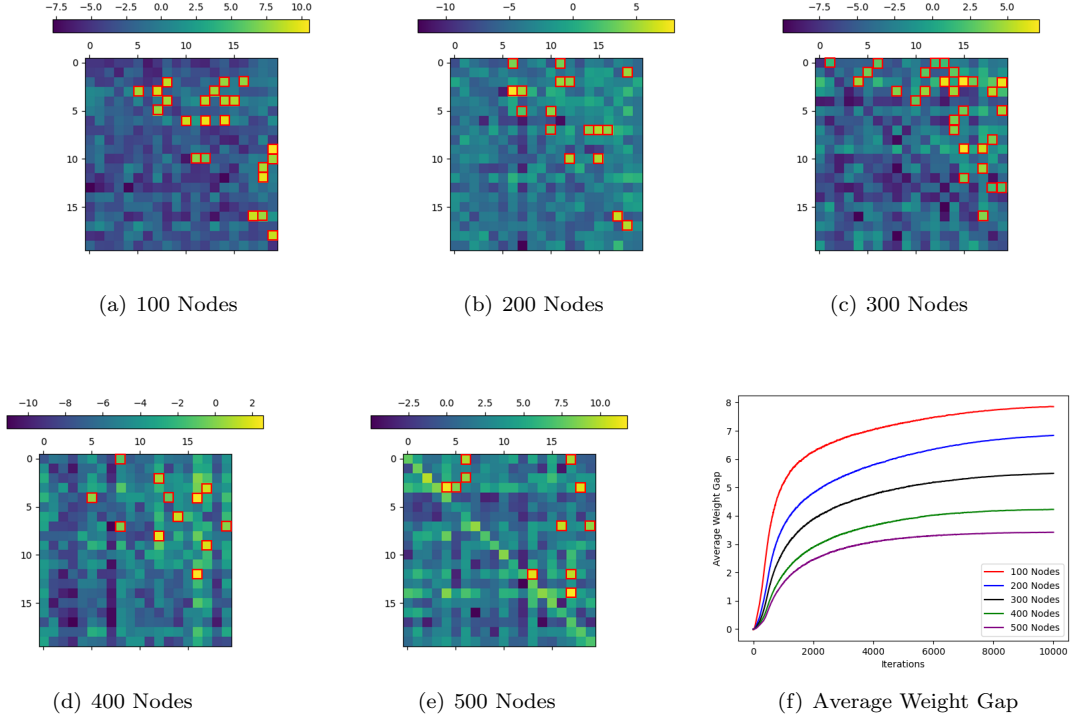 −7.5 −5.0 −2.5 0.0 2.5 5.0 7.5 10.0
0 5 10 15
0
5
10
15
(a) 100 Nodes
−10 −5 0 5
0 5 10 15
0
5
10
15
(b) 200 Nodes
−7.5 −5.0 −2.5 0.0 2.5 5.0
0 5 10 15
0
5
10
15
(c) 300 Nodes
−10 −8 −6 −4 −2 0 2
0 5 10 15
0
5
10
15
(d) 400 Nodes
−2.5 0.0 2.5 5.0 7.5 10.0
0 5 10 15
0
5
10
15
(e) 500 Nodes
Average Weight Gap
8
7
6
5
4
3
2
1
0
100 Nodes
200 Nodes
300 Nodes
400 Nodes
500 Nodes
0 2000 4000 6000 8000 10000
Iterations
(f) Average Weight Gap